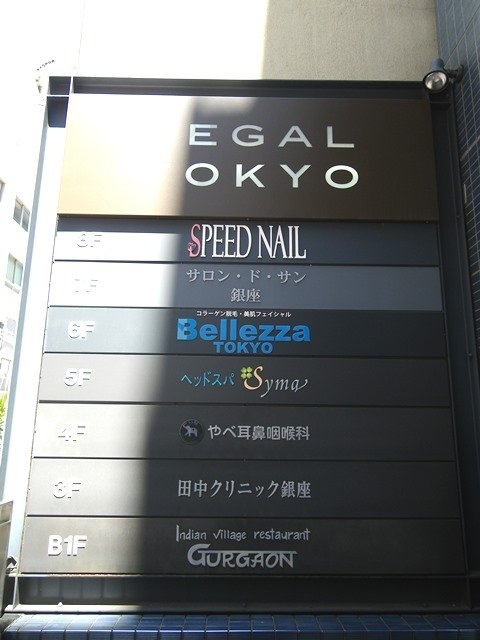 EGAL
OKYO
8F SPEED NAIL
7F サロン・ド・サン
銀座
コラーゲン脱毛・美肌フェイシャル
6F Bellezza
TOKYO
5F ヘッドスパ Syma
4F やべ耳鼻咽喉科
3F 田中クリニック銀座
Indian village restaurant
B1F GURGAON